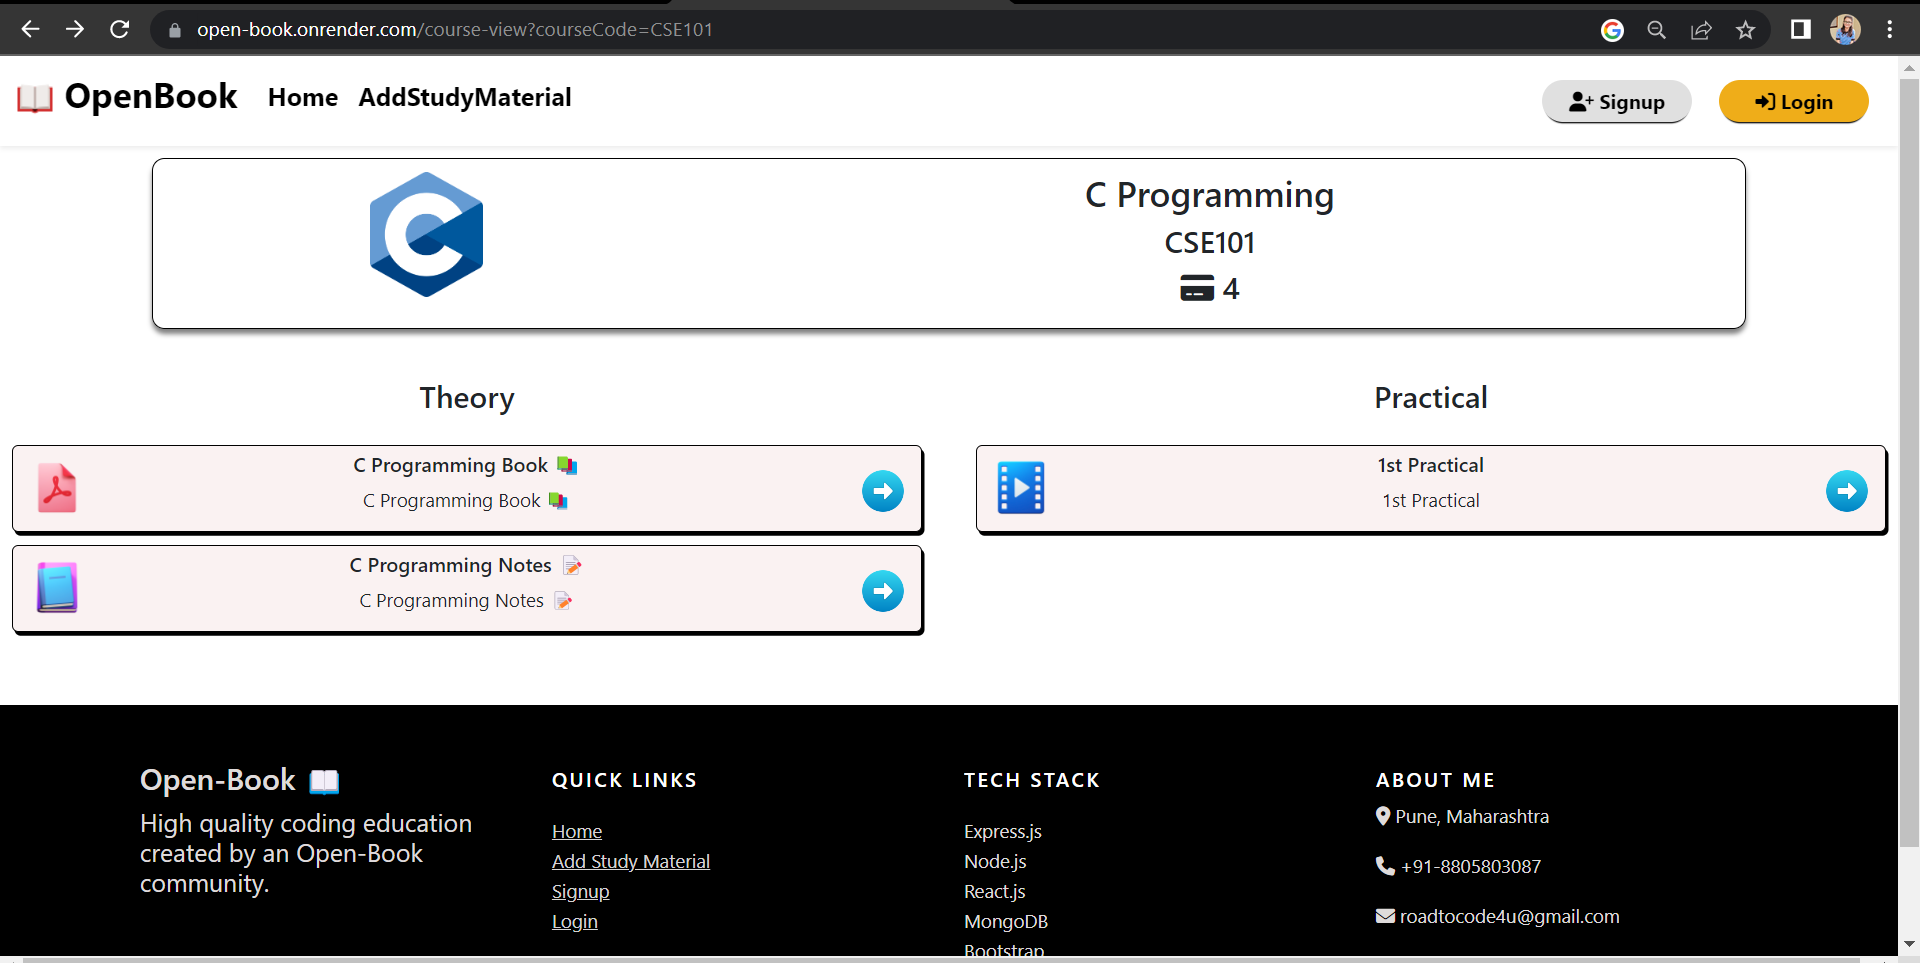 open-book.onrender.com/course-view?courseCode=CSE101
OpenBook Home AddStudyMaterial Signup Login
C Programming
CSE101
4
Theory
C Programming Book
C Programming Book
C Programming Notes
C Programming Notes
Practical
1st Practical
1st Practical
Open-Book
High quality coding education
created by an Open-Book
community.
QUICK LINKS
Home
Add Study Material
Signup
Login
TECH STACK
Express.js
Node.js
React.js
MongoDB
Bootstrap
ABOUT ME
Pune, Maharashtra
+91-8805803087
roadtocode4u@gmail.com